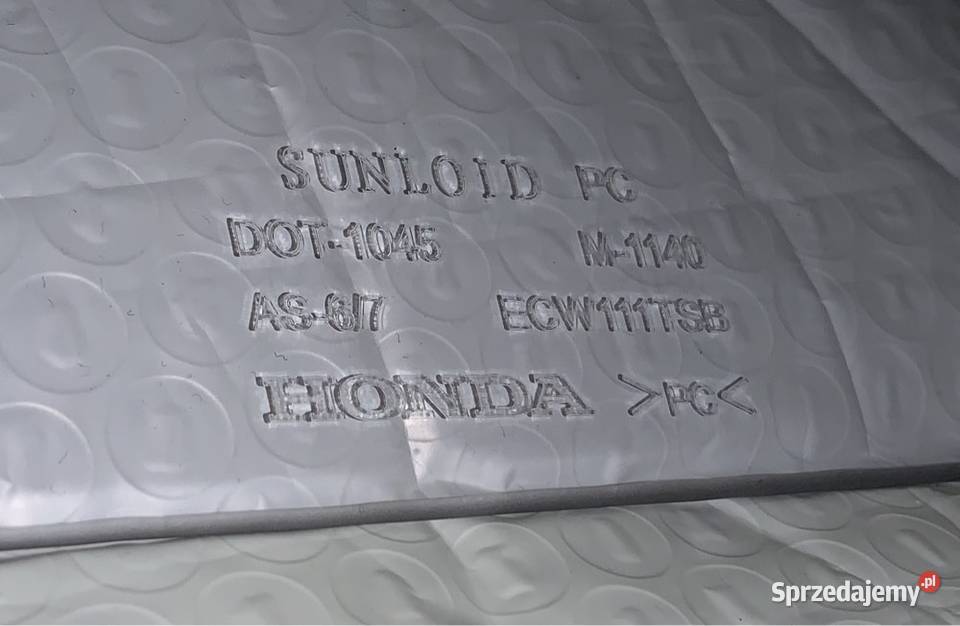 SUNLOID PC
DOT-1045 M-1140
AS-6/7 ECW111TSB
HONDA >PC<
Sprzedajemy.pl